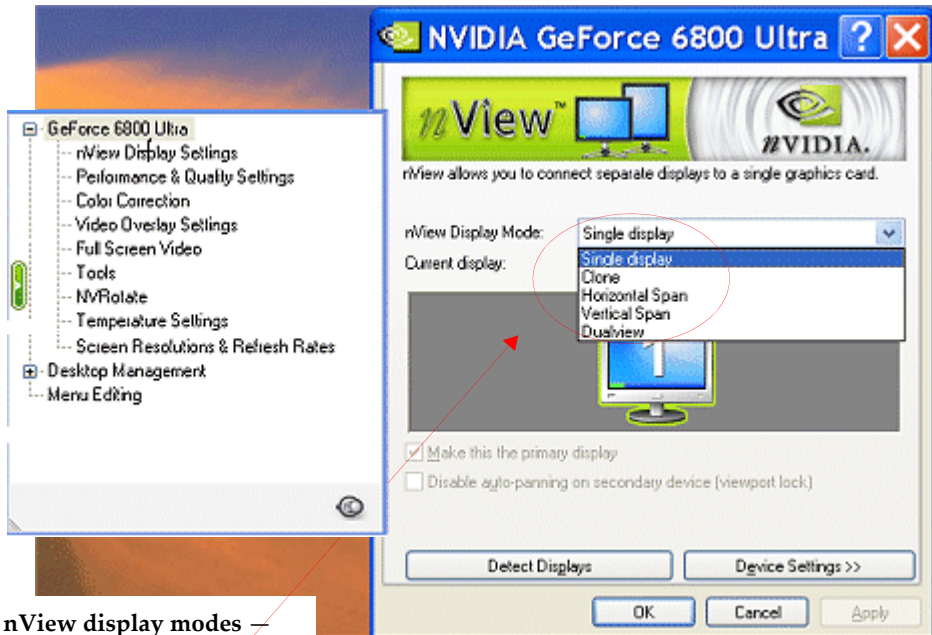 NVIDIA GeForce 6800 Ultra
nView™
nVIDIA.
nView allows you to connect separate displays to a single graphics card.
GeForce 6800 Ultra
nView Display Settings
Performance & Quality Settings
Color Correction
Video Overlay Settings
Full Screen Video
Tools
NVRotate
Temperature Settings
Screen Resolutions & Refresh Rates
Desktop Management
Menu Editing
nView Display Mode: Single display
Current display:
Single display
Clone
Horizontal Span
Vertical Span
Dualview
1
Make this the primary display
Disable auto-panning on secondary device (viewport lock)
Detect Displays Device Settings >>
OK Cancel Apply
nView display modes —